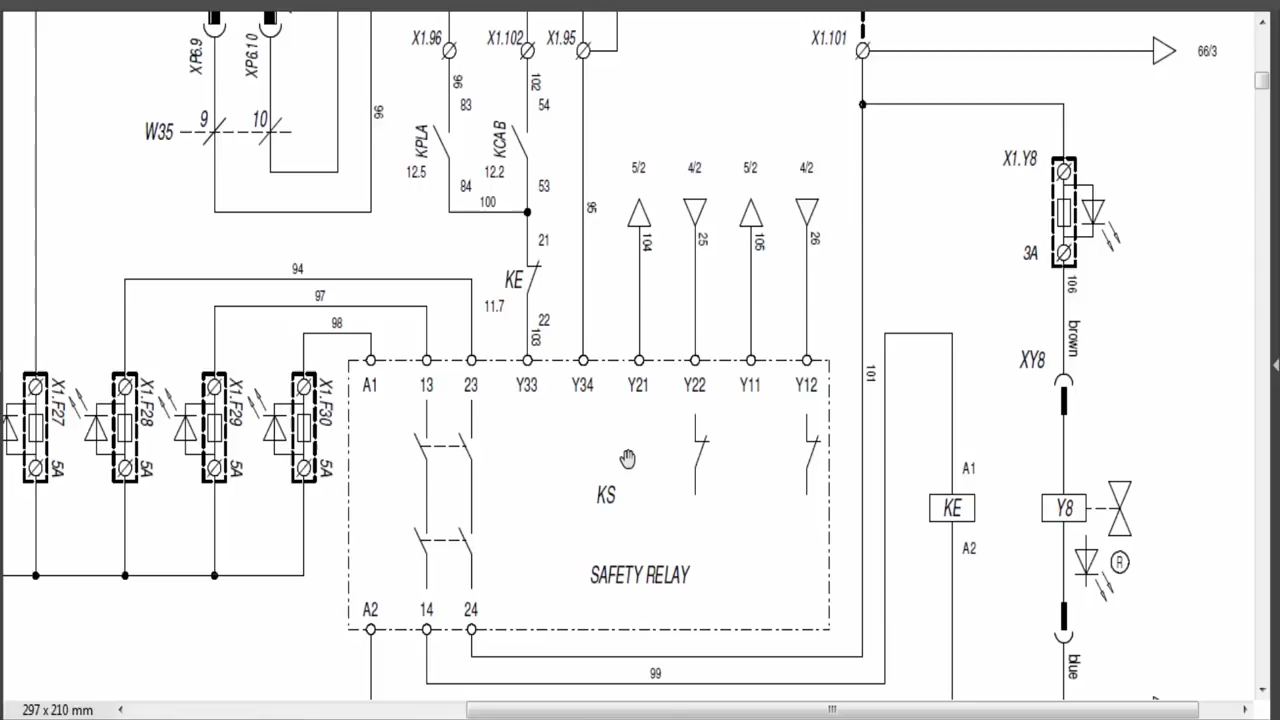 X1.96
X1.102
X1.95
X1.101
66/3
XP6.9
XP6.10
96
102
83
54
96
W35
9
10
KPLA
KCAB
5/2
4/2
5/2
4/2
X1.Y8
12.5
12.2
84
53
100
95
104
25
105
26
21
3A
94
KE
106
97
11.7
22
98
103
brown
XY8
A1
13
23
Y33
Y34
Y21
Y22
Y11
Y12
101
X1.F27
X1.F28
X1.F29
X1.F30
5A
5A
5A
5A
A1
KS
KE
Y8
A2
R
SAFETY RELAY
A2
14
24
99
blue
297 x 210 mm